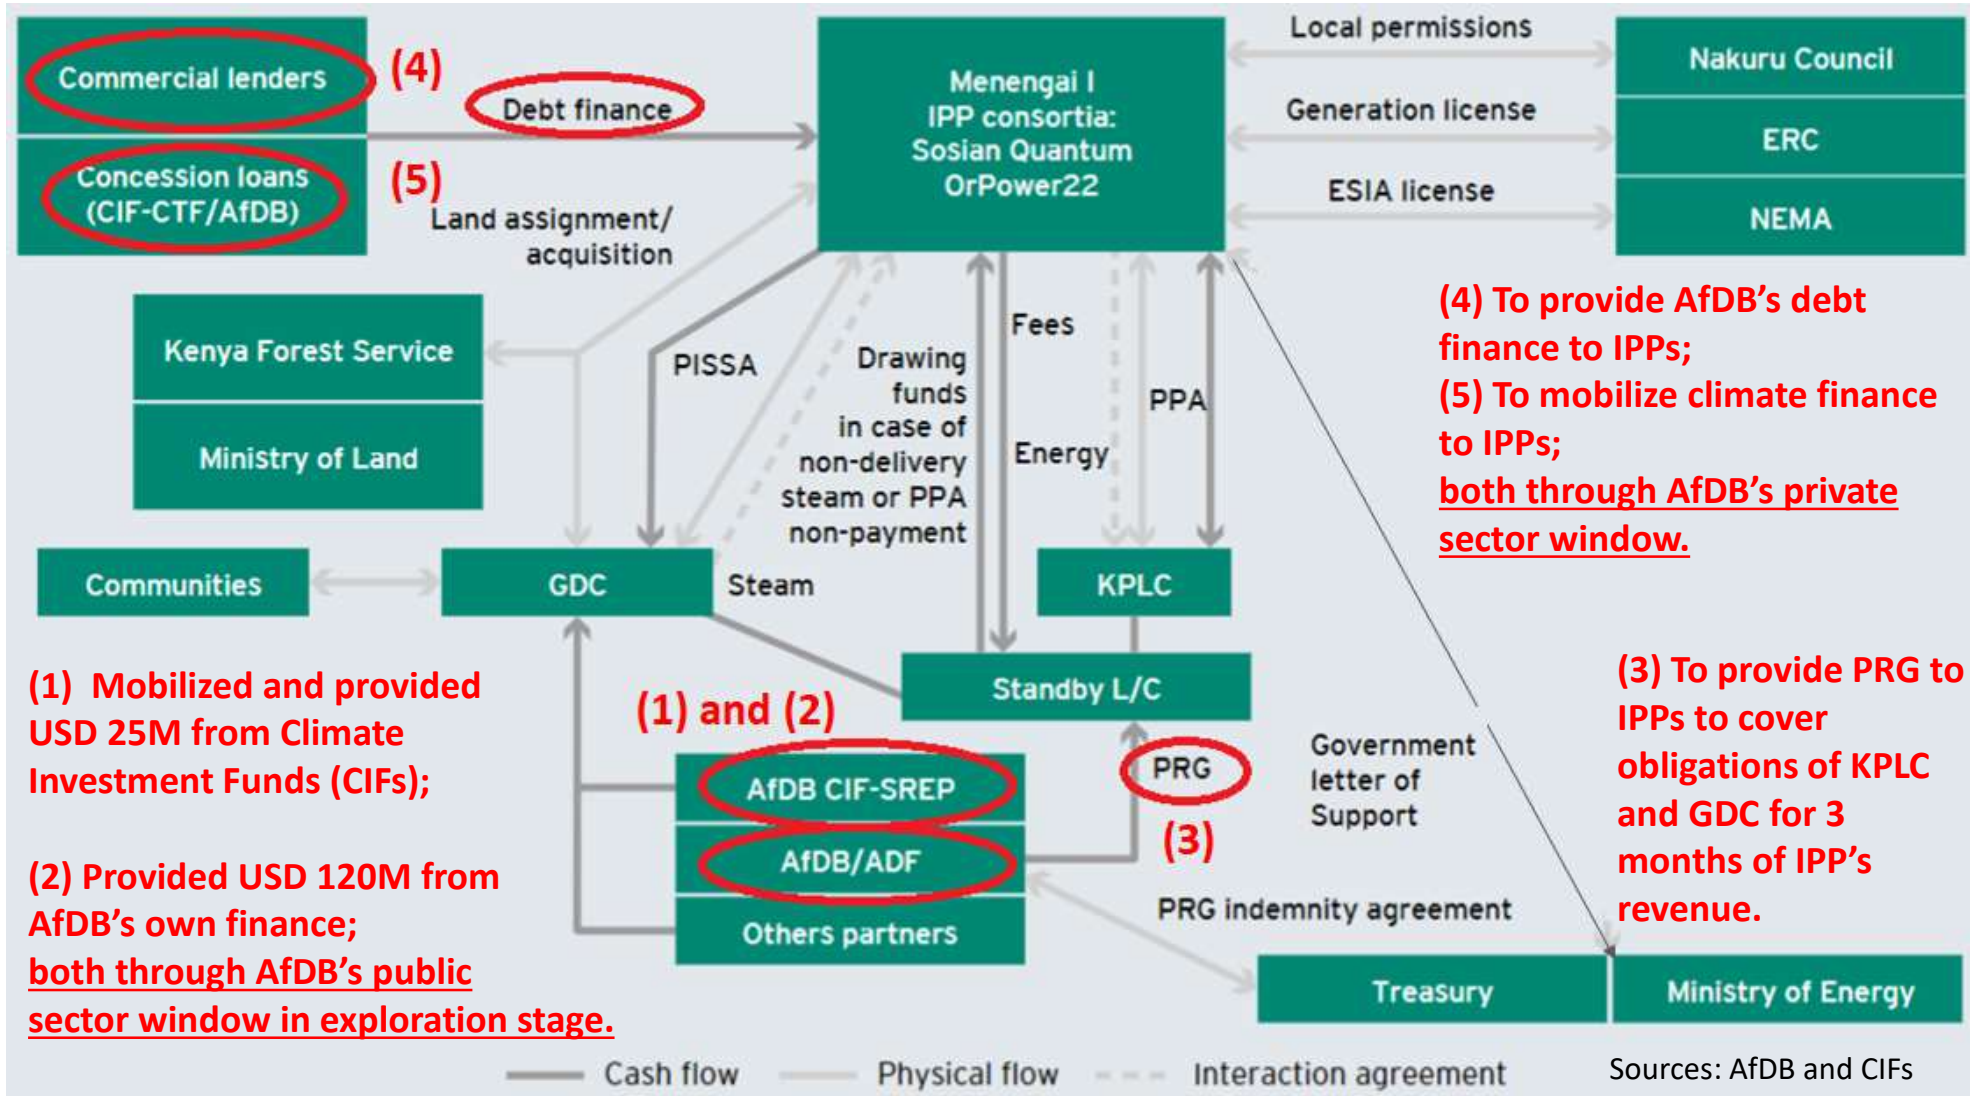 Commercial lenders
(4)
Debt finance
Concession loans
(CIF-CTF/AfDB)
(5)
Menengai I
IPP consortia:
Sosian Quantum
OrPower22
Local permissions
Nakuru Council
Generation license
ERC
ESIA license
NEMA
Land assignment/
acquisition
Kenya Forest Service
Ministry of Land
PISSA
Drawing
funds
in case of
non-delivery
steam or PPA
non-payment
Fees
Energy
PPA
(4) To provide AfDB’s debt
finance to IPPs;
(5) To mobilize climate finance
to IPPs;
both through AfDB’s private
sector window.
Communities
GDC
Steam
KPLC
Standby L/C
(1) Mobilized and provided
USD 25M from Climate
Investment Funds (CIFs);
(2) Provided USD 120M from
AfDB’s own finance;
both through AfDB’s public
sector window in exploration stage.
(1) and (2)
AfDB CIF-SREP
AfDB/ADF
Others partners
PRG
(3)
Government
letter of
Support
PRG indemnity agreement
(3) To provide PRG to
IPPs to cover
obligations of KPLC
and GDC for 3
months of IPP’s
revenue.
Treasury
Ministry of Energy
Cash flow
Physical flow
Interaction agreement
Sources: AfDB and CIFs